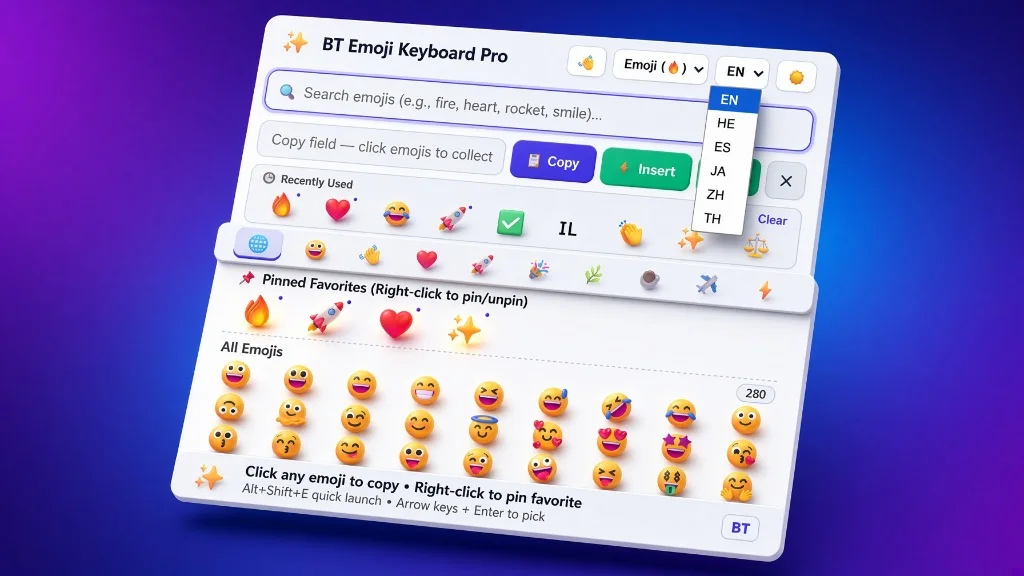 BT Emoji Keyboard Pro
Emoji (🔥)
EN
Search emojis (e.g., fire, heart, rocket, smile)...
EN
HE
ES
JA
ZH
TH
Copy field — click emojis to collect
Copy
Insert
Recently Used
Clear
IL
Pinned Favorites (Right-click to pin/unpin)
All Emojis
280
Click any emoji to copy • Right-click to pin favorite
Alt+Shift+E quick launch • Arrow keys + Enter to pick
BT